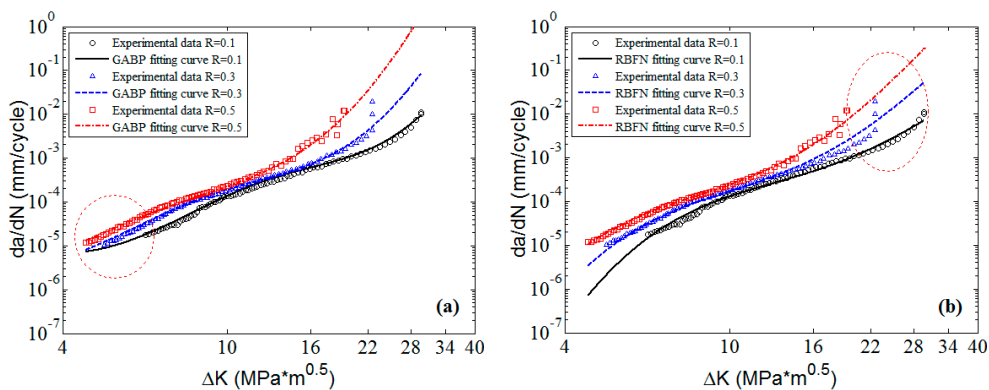 10^0
10^-1
10^-2
10^-3
10^-4
10^-5
10^-6
10^-7
da/dN (mm/cycle)
Experimental data R=0.1
GABP fitting curve R=0.1
Experimental data R=0.3
GABP fitting curve R=0.3
Experimental data R=0.5
GABP fitting curve R=0.5
(a)
4 10 16 22 28 34 40
ΔK (MPa*m^0.5)
10^0
10^-1
10^-2
10^-3
10^-4
10^-5
10^-6
10^-7
da/dN (mm/cycle)
Experimental data R=0.1
RBFN fitting curve R=0.1
Experimental data R=0.3
RBFN fitting curve R=0.3
Experimental data R=0.5
RBFN fitting curve R=0.5
(b)
4 10 16 22 28 34 40
ΔK (MPa*m^0.5)